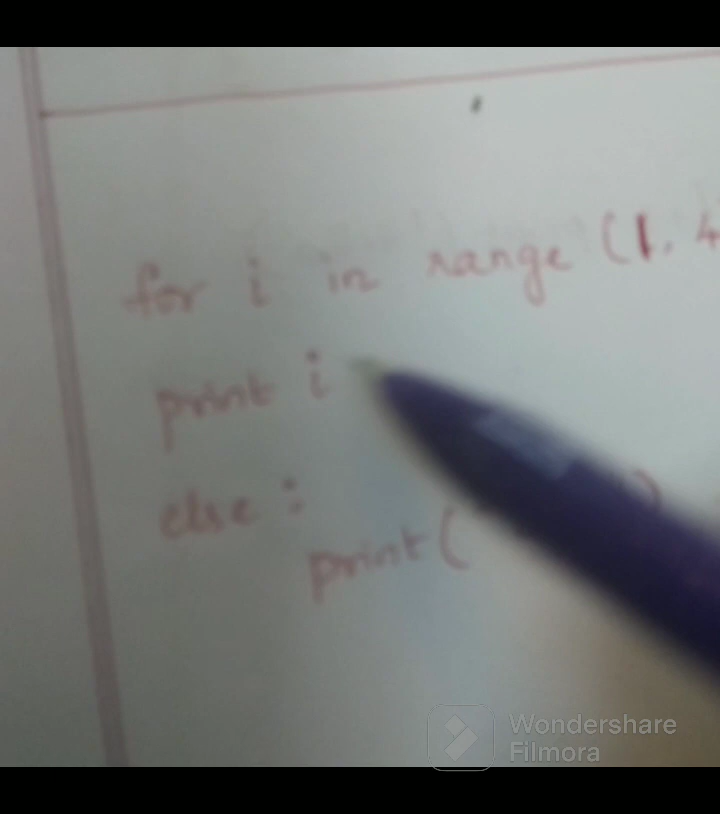 for i in range (1, 4
print i
else :
print (
)
Wondershare
Filmora